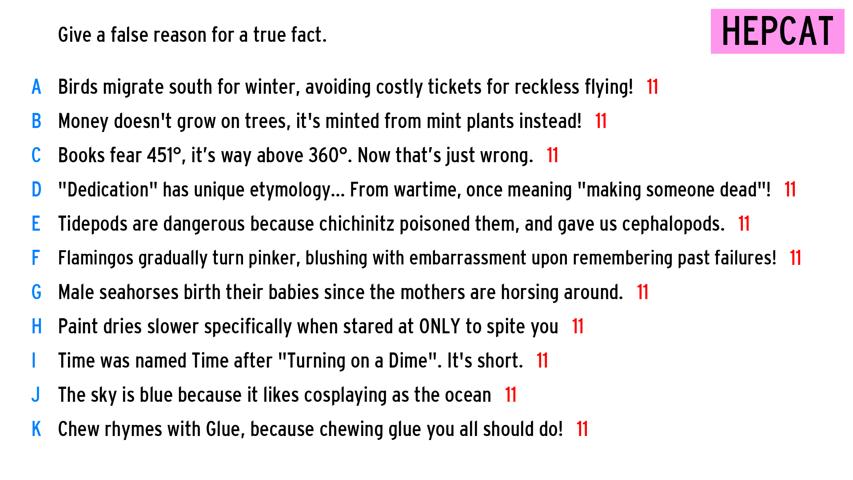 Give a false reason for a true fact.
HEPCAT
A Birds migrate south for winter, avoiding costly tickets for reckless flying! 11
B Money doesn't grow on trees, it's minted from mint plants instead! 11
C Books fear 451°, it’s way above 360°. Now that’s just wrong. 11
D "Dedication" has unique etymology... From wartime, once meaning "making someone dead"! 11
E Tidepods are dangerous because chichinitz poisoned them, and gave us cephalopods. 11
F Flamingos gradually turn pinker, blushing with embarrassment upon remembering past failures! 11
G Male seahorses birth their babies since the mothers are horsing around. 11
H Paint dries slower specifically when stared at ONLY to spite you 11
I Time was named Time after "Turning on a Dime". It's short. 11
J The sky is blue because it likes cosplaying as the ocean 11
K Chew rhymes with Glue, because chewing glue you all should do! 11